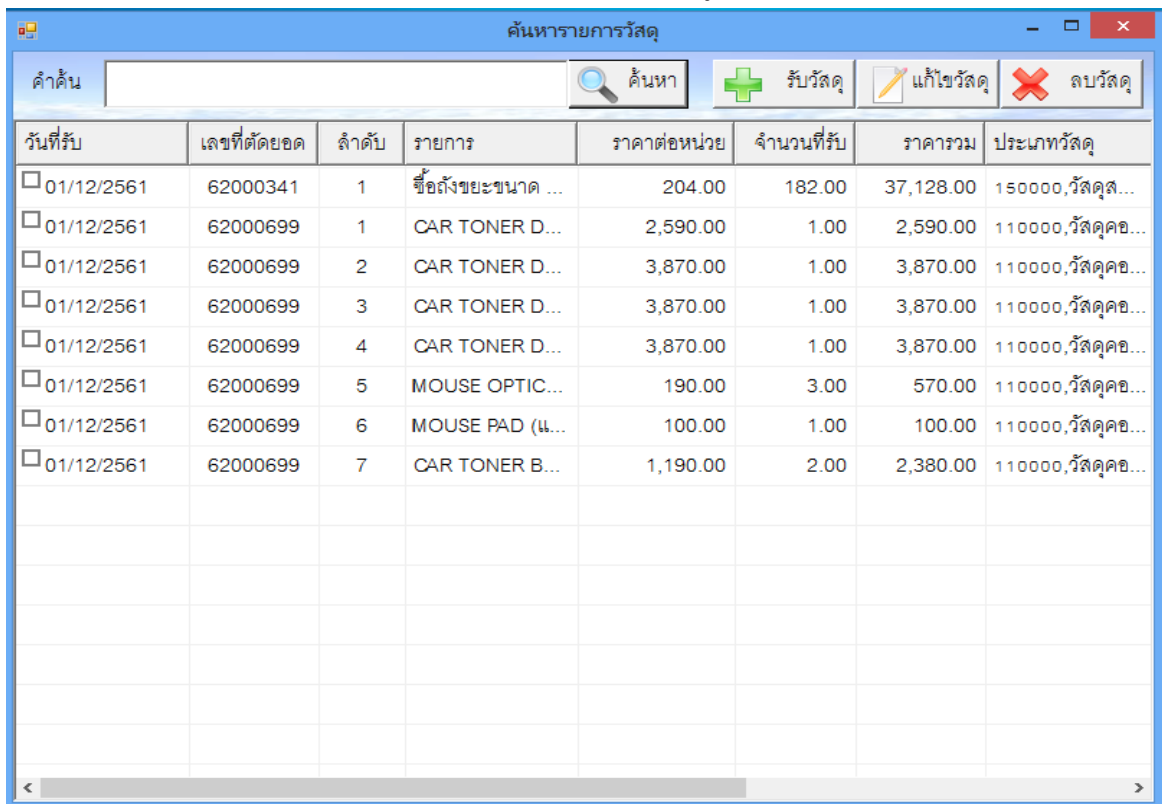 ค้นหารายการวัสดุ
คำค้น ค้นหา รับวัสดุ แก้ไขวัสดุ ลบวัสดุ
วันที่รับ เลขที่ตัดยอด ลำดับ รายการ ราคาต่อหน่วย จำนวนที่รับ ราคารวม ประเภทวัสดุ
01/12/2561 62000341 1 ซื้อถังขยะขนาด ... 204.00 182.00 37,128.00 150000,วัสดุส...
01/12/2561 62000699 1 CAR TONER D... 2,590.00 1.00 2,590.00 110000,วัสดุคอ...
01/12/2561 62000699 2 CAR TONER D... 3,870.00 1.00 3,870.00 110000,วัสดุคอ...
01/12/2561 62000699 3 CAR TONER D... 3,870.00 1.00 3,870.00 110000,วัสดุคอ...
01/12/2561 62000699 4 CAR TONER D... 3,870.00 1.00 3,870.00 110000,วัสดุคอ...
01/12/2561 62000699 5 MOUSE OPTIC... 190.00 3.00 570.00 110000,วัสดุคอ...
01/12/2561 62000699 6 MOUSE PAD (แ... 100.00 1.00 100.00 110000,วัสดุคอ...
01/12/2561 62000699 7 CAR TONER B... 1,190.00 2.00 2,380.00 110000,วัสดุคอ...